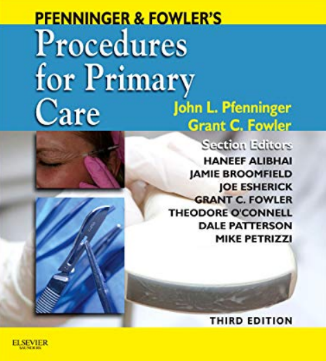 PFENNINGER & FOWLER'S
Procedures
for Primary
Care
John L. Pfenninger
Grant C. Fowler
Section Editors
HANEEF ALIBHAI
JAMIE BROOMFIELD
JOE ESHERICK
GRANT C. FOWLER
THEODORE O'CONNELL
DALE PATTERSON
MIKE PETRIZZI
THIRD EDITION
ELSEVIER
SAUNDERS